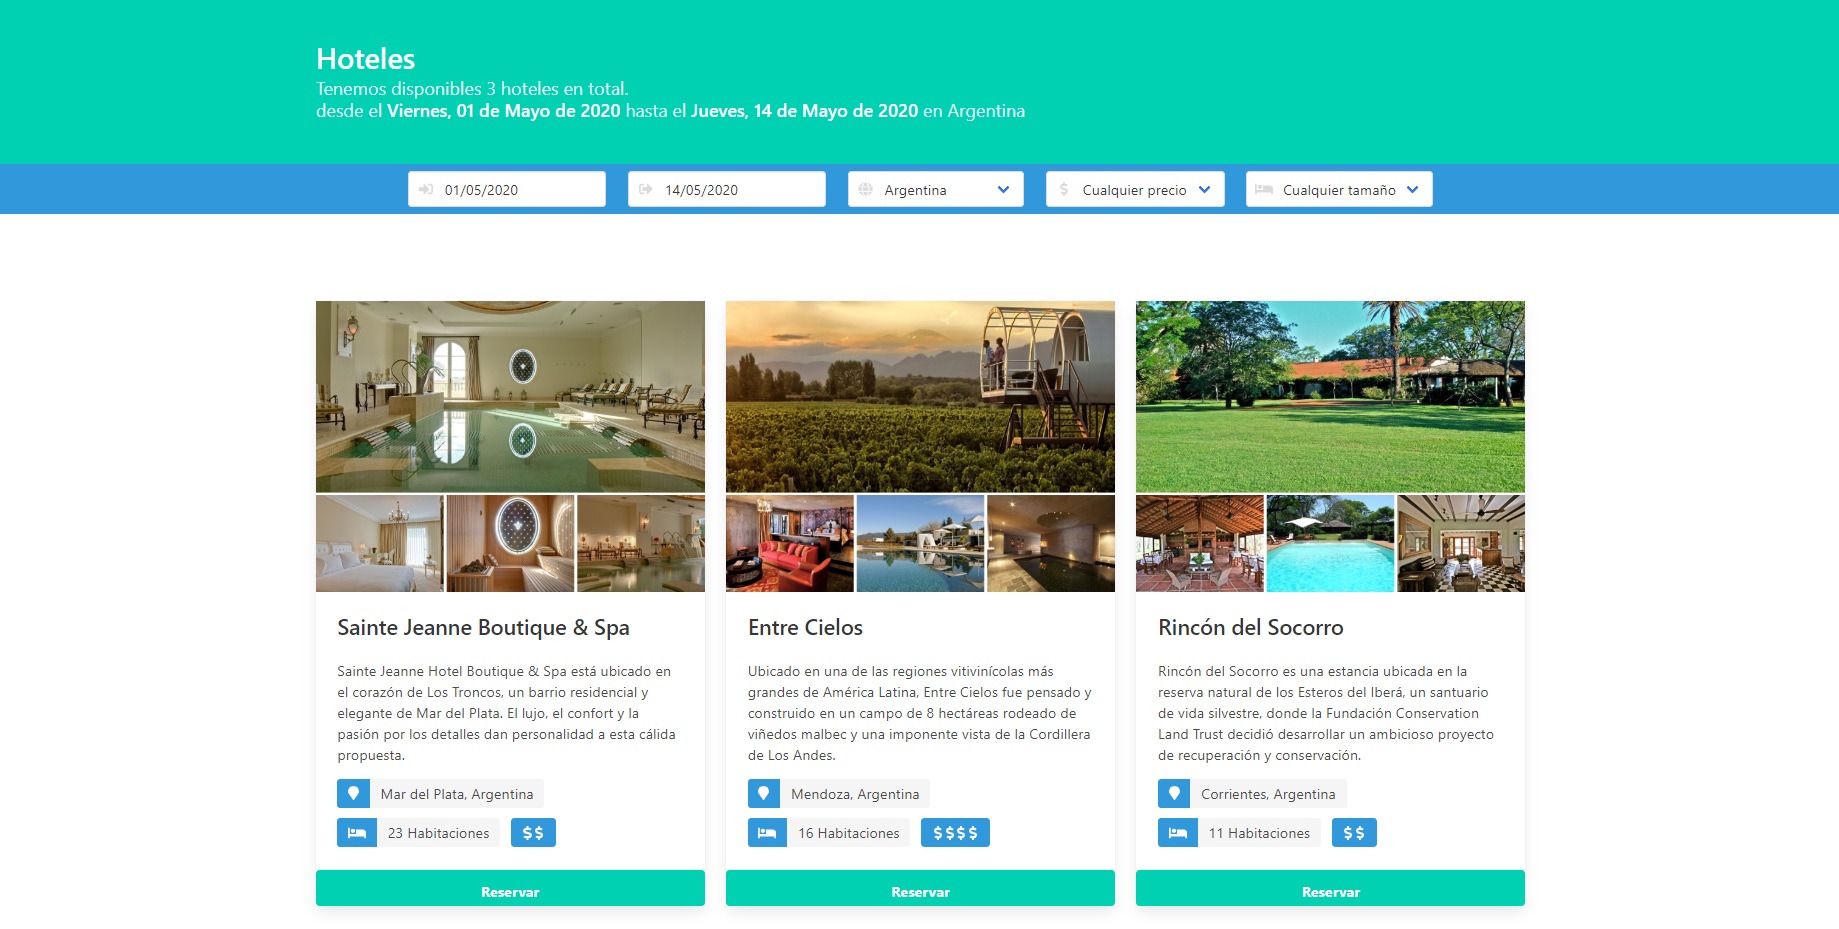 Hoteles
Tenemos disponibles 3 hoteles en total.
desde el Viernes, 01 de Mayo de 2020 hasta el Jueves, 14 de Mayo de 2020 en Argentina
01/05/2020
14/05/2020
Argentina
$ Cualquier precio
Cualquier tamaño
Sainte Jeanne Boutique & Spa
Sainte Jeanne Hotel Boutique & Spa está ubicado en
el corazón de Los Troncos, un barrio residencial y
elegante de Mar del Plata. El lujo, el confort y la
pasión por los detalles dan personalidad a esta cálida
propuesta.
Mar del Plata, Argentina
23 Habitaciones
$$
Reservar
Entre Cielos
Ubicado en una de las regiones vitivinícolas más
grandes de América Latina, Entre Cielos fue pensado y
construido en un campo de 8 hectáreas rodeado de
viñedos malbec y una imponente vista de la Cordillera
de Los Andes.
Mendoza, Argentina
16 Habitaciones
$$$$
Reservar
Rincón del Socorro
Rincón del Socorro es una estancia ubicada en la
reserva natural de los Esteros del Iberá, un santuario
de vida silvestre, donde la Fundación Conservation
Land Trust decidió desarrollar un ambicioso proyecto
de recuperación y conservación.
Corrientes, Argentina
11 Habitaciones
$$
Reservar